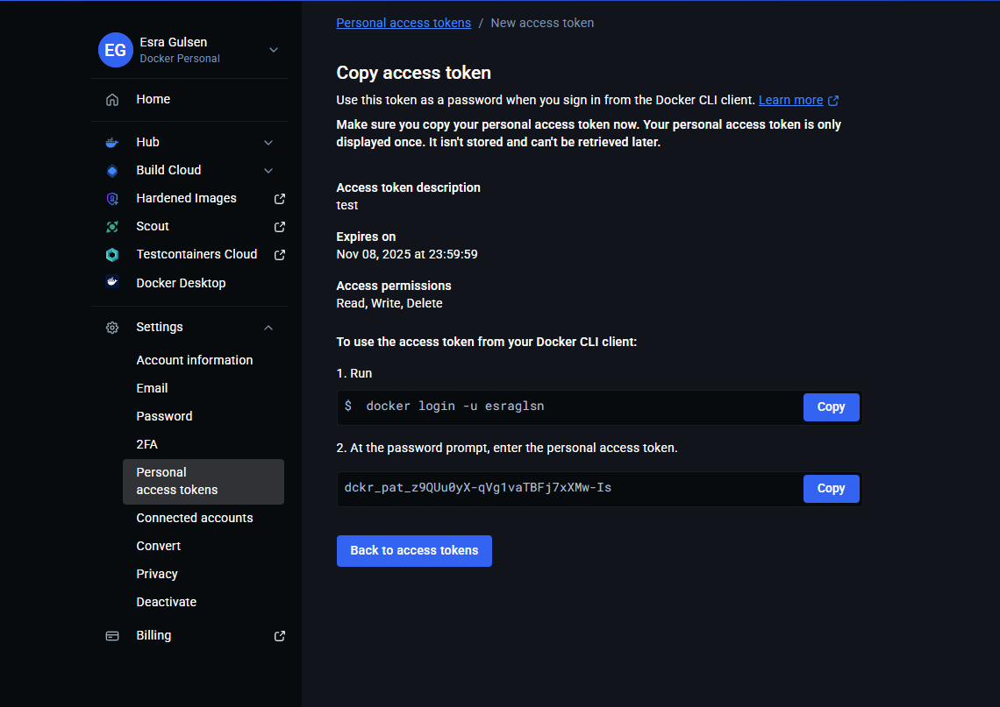 EG
Esra Gulsen
Docker Personal
Home
Hub
Build Cloud
Hardened Images
Scout
Testcontainers Cloud
Docker Desktop
Settings
Account information
Email
Password
2FA
Personal
access tokens
Connected accounts
Convert
Privacy
Deactivate
Billing
Personal access tokens / New access token
Copy access token
Use this token as a password when you sign in from the Docker CLI client. Learn more
Make sure you copy your personal access token now. Your personal access token is only
displayed once. It isn't stored and can't be retrieved later.
Access token description
test
Expires on
Nov 08, 2025 at 23:59:59
Access permissions
Read, Write, Delete
To use the access token from your Docker CLI client:
1. Run
$ docker login -u esraglsn
Copy
2. At the password prompt, enter the personal access token.
dckr_pat_z9QUu0yX-qVg1vaTBFj7xXMw-Is
Copy
Back to access tokens